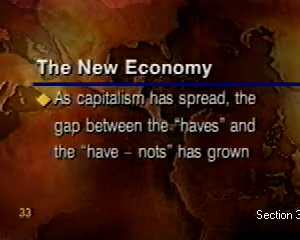 The New Economy
As capitalism has spread, the
gap between the "haves" and
the "have – nots" has grown
33
Section 3